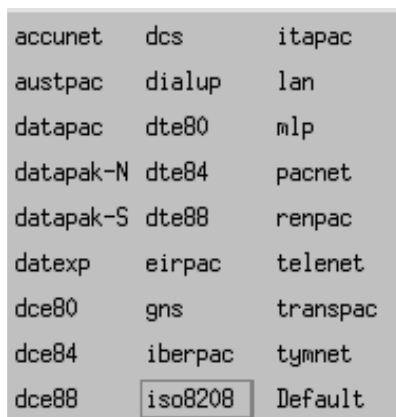 accunet dcs itapac
austpac dialup lan
datapac dte80 mlp
datapak-N dte84 pacnet
datapak-S dte88 renpac
datexp eirpac telenet
dce80 gns transpac
dce84 iberpac tymnet
dce88 iso8208 Default